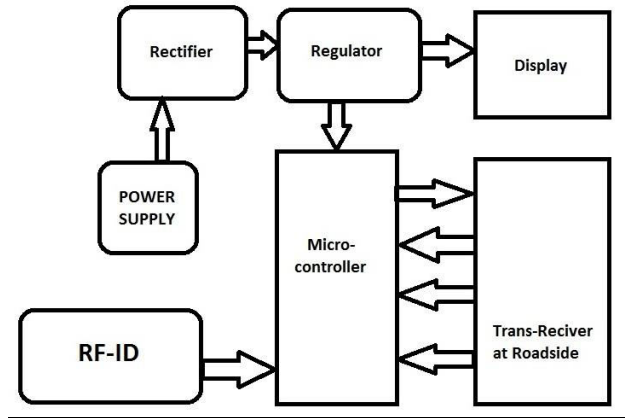 Rectifier
Regulator
Display
POWER
SUPPLY
Micro-
controller
RF-ID
Trans-Reciver
at Roadside